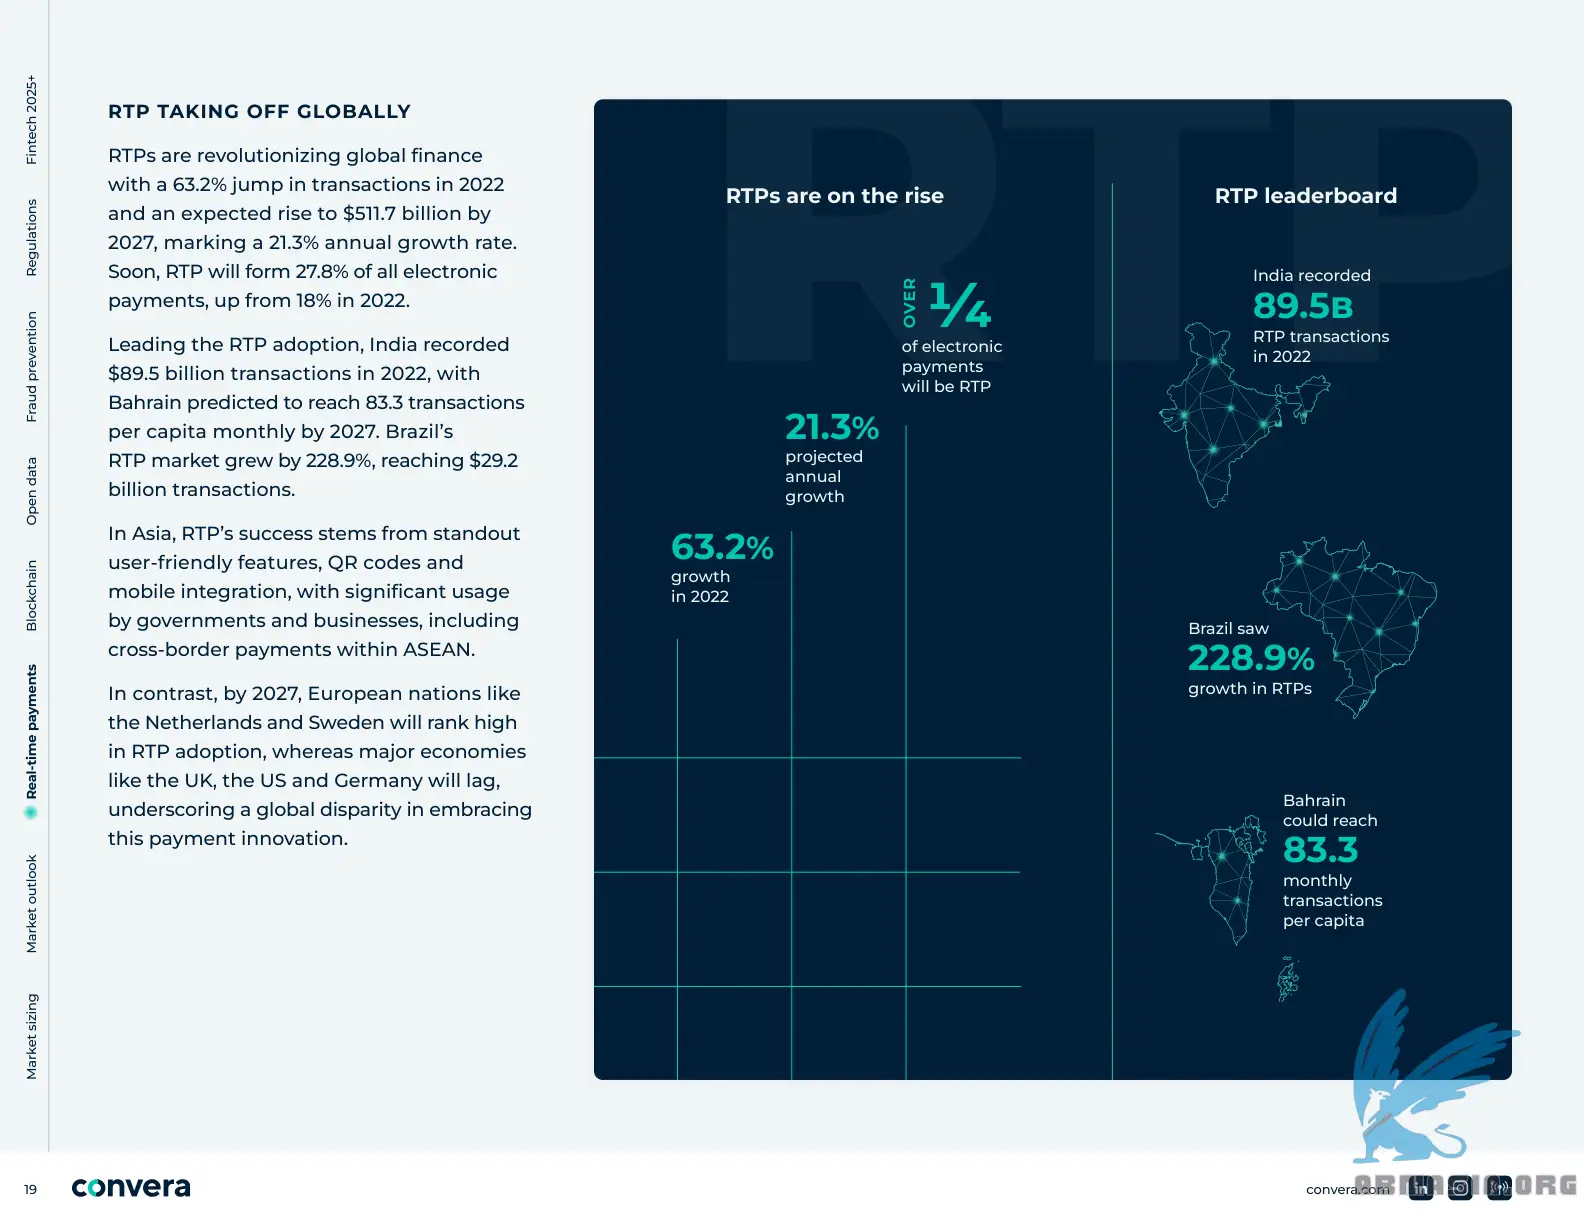 Fintech 2025+
Regulations
Fraud prevention
Open data
Blockchain
Real-time payments
Market outlook
Market sizing
RTP TAKING OFF GLOBALLY
RTPs are revolutionizing global finance
with a 63.2% jump in transactions in 2022
and an expected rise to $511.7 billion by
2027, marking a 21.3% annual growth rate.
Soon, RTP will form 27.8% of all electronic
payments, up from 18% in 2022.
Leading the RTP adoption, India recorded
$89.5 billion transactions in 2022, with
Bahrain predicted to reach 83.3 transactions
per capita monthly by 2027. Brazil’s
RTP market grew by 228.9%, reaching $29.2
billion transactions.
In Asia, RTP’s success stems from standout
user-friendly features, QR codes and
mobile integration, with significant usage
by governments and businesses, including
cross-border payments within ASEAN.
In contrast, by 2027, European nations like
the Netherlands and Sweden will rank high
in RTP adoption, whereas major economies
like the UK, the US and Germany will lag,
underscoring a global disparity in embracing
this payment innovation.
RTP
RTPs are on the rise
OVER 1/4
of electronic
payments
will be RTP
21.3%
projected
annual
growth
63.2%
growth
in 2022
RTP leaderboard
India recorded
89.5B
RTP transactions
in 2022
Brazil saw
228.9%
growth in RTPs
Bahrain
could reach
83.3
monthly
transactions
per capita
19
convera
convera.com
in